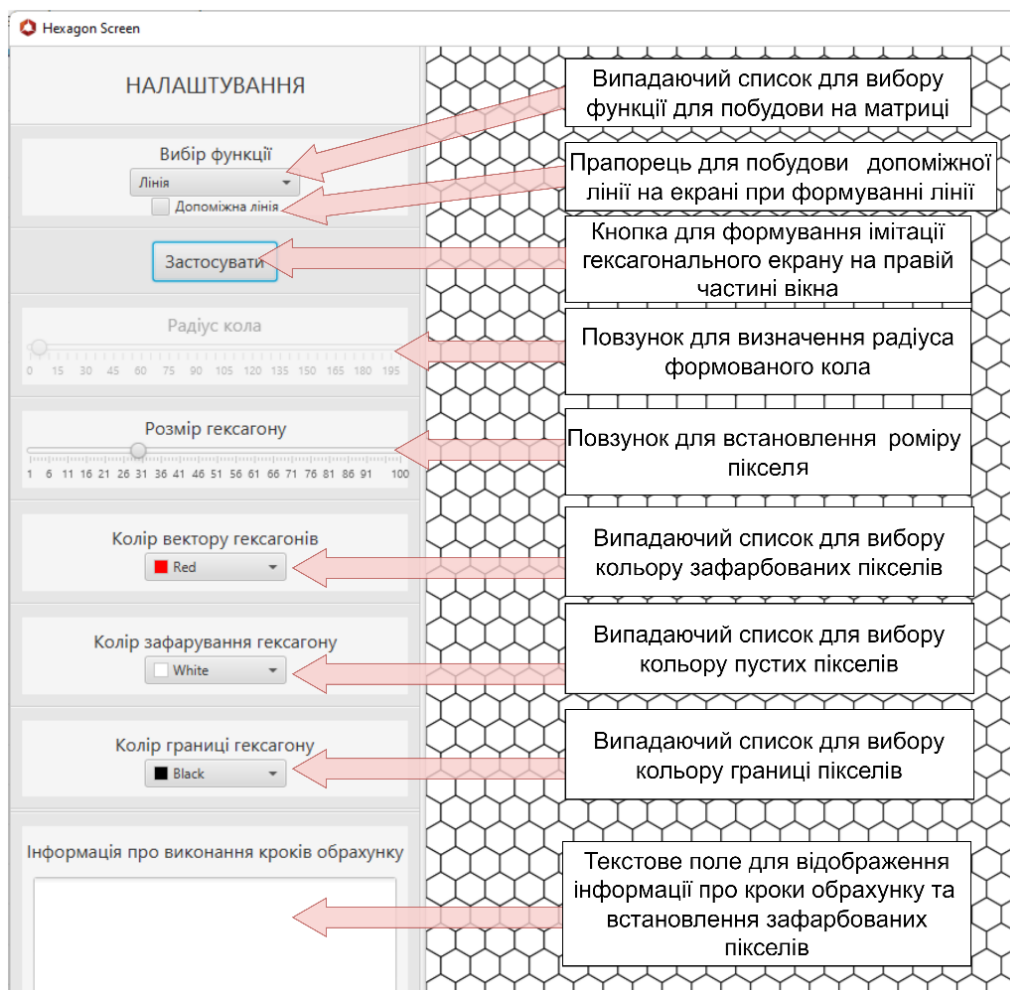 Hexagon Screen
НАЛАШТУВАННЯ
Вибір функції
Лінія
Допоміжна лінія
Застосувати
Радіус кола
0 15 30 45 60 75 90 105 120 135 150 165 180 195
Розмір гексагону
1 6 11 16 21 26 31 36 41 46 51 56 61 66 71 76 81 86 91 100
Колір вектору гексагонів
Red
Колір зафарування гексагону
White
Колір границі гексагону
Black
Інформація про виконання кроків обрахунку
Випадаючий список для вибору
функції для побудови на матриці
Прапорець для побудови допоміжної
лінії на екрані при формуванні лінії
Кнопка для формування імітації
гексагонального екрану на правій
частині вікна
Повзунок для визначення радіуса
формованого кола
Повзунок для встановлення роміру
пікселя
Випадаючий список для вибору
кольору зафарбованих пікселів
Випадаючий список для вибору
кольору пустих пікселів
Випадаючий список для вибору
кольору границі пікселів
Текстове поле для відображення
інформації про кроки обрахунку та
встановлення зафарбованих
пікселів